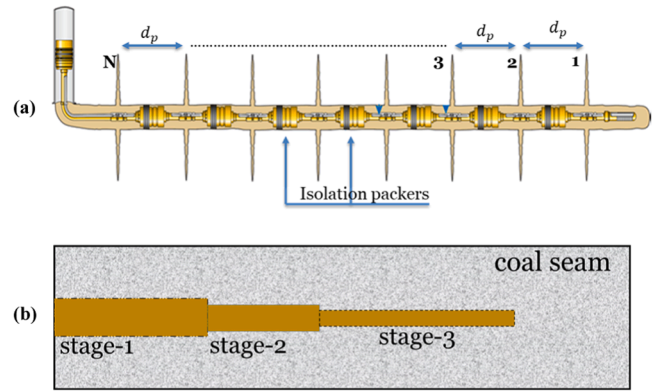 d_p
d_p
d_p
N
3
2
1
(a)
Isolation packers
coal seam
(b)
stage-1
stage-2
stage-3